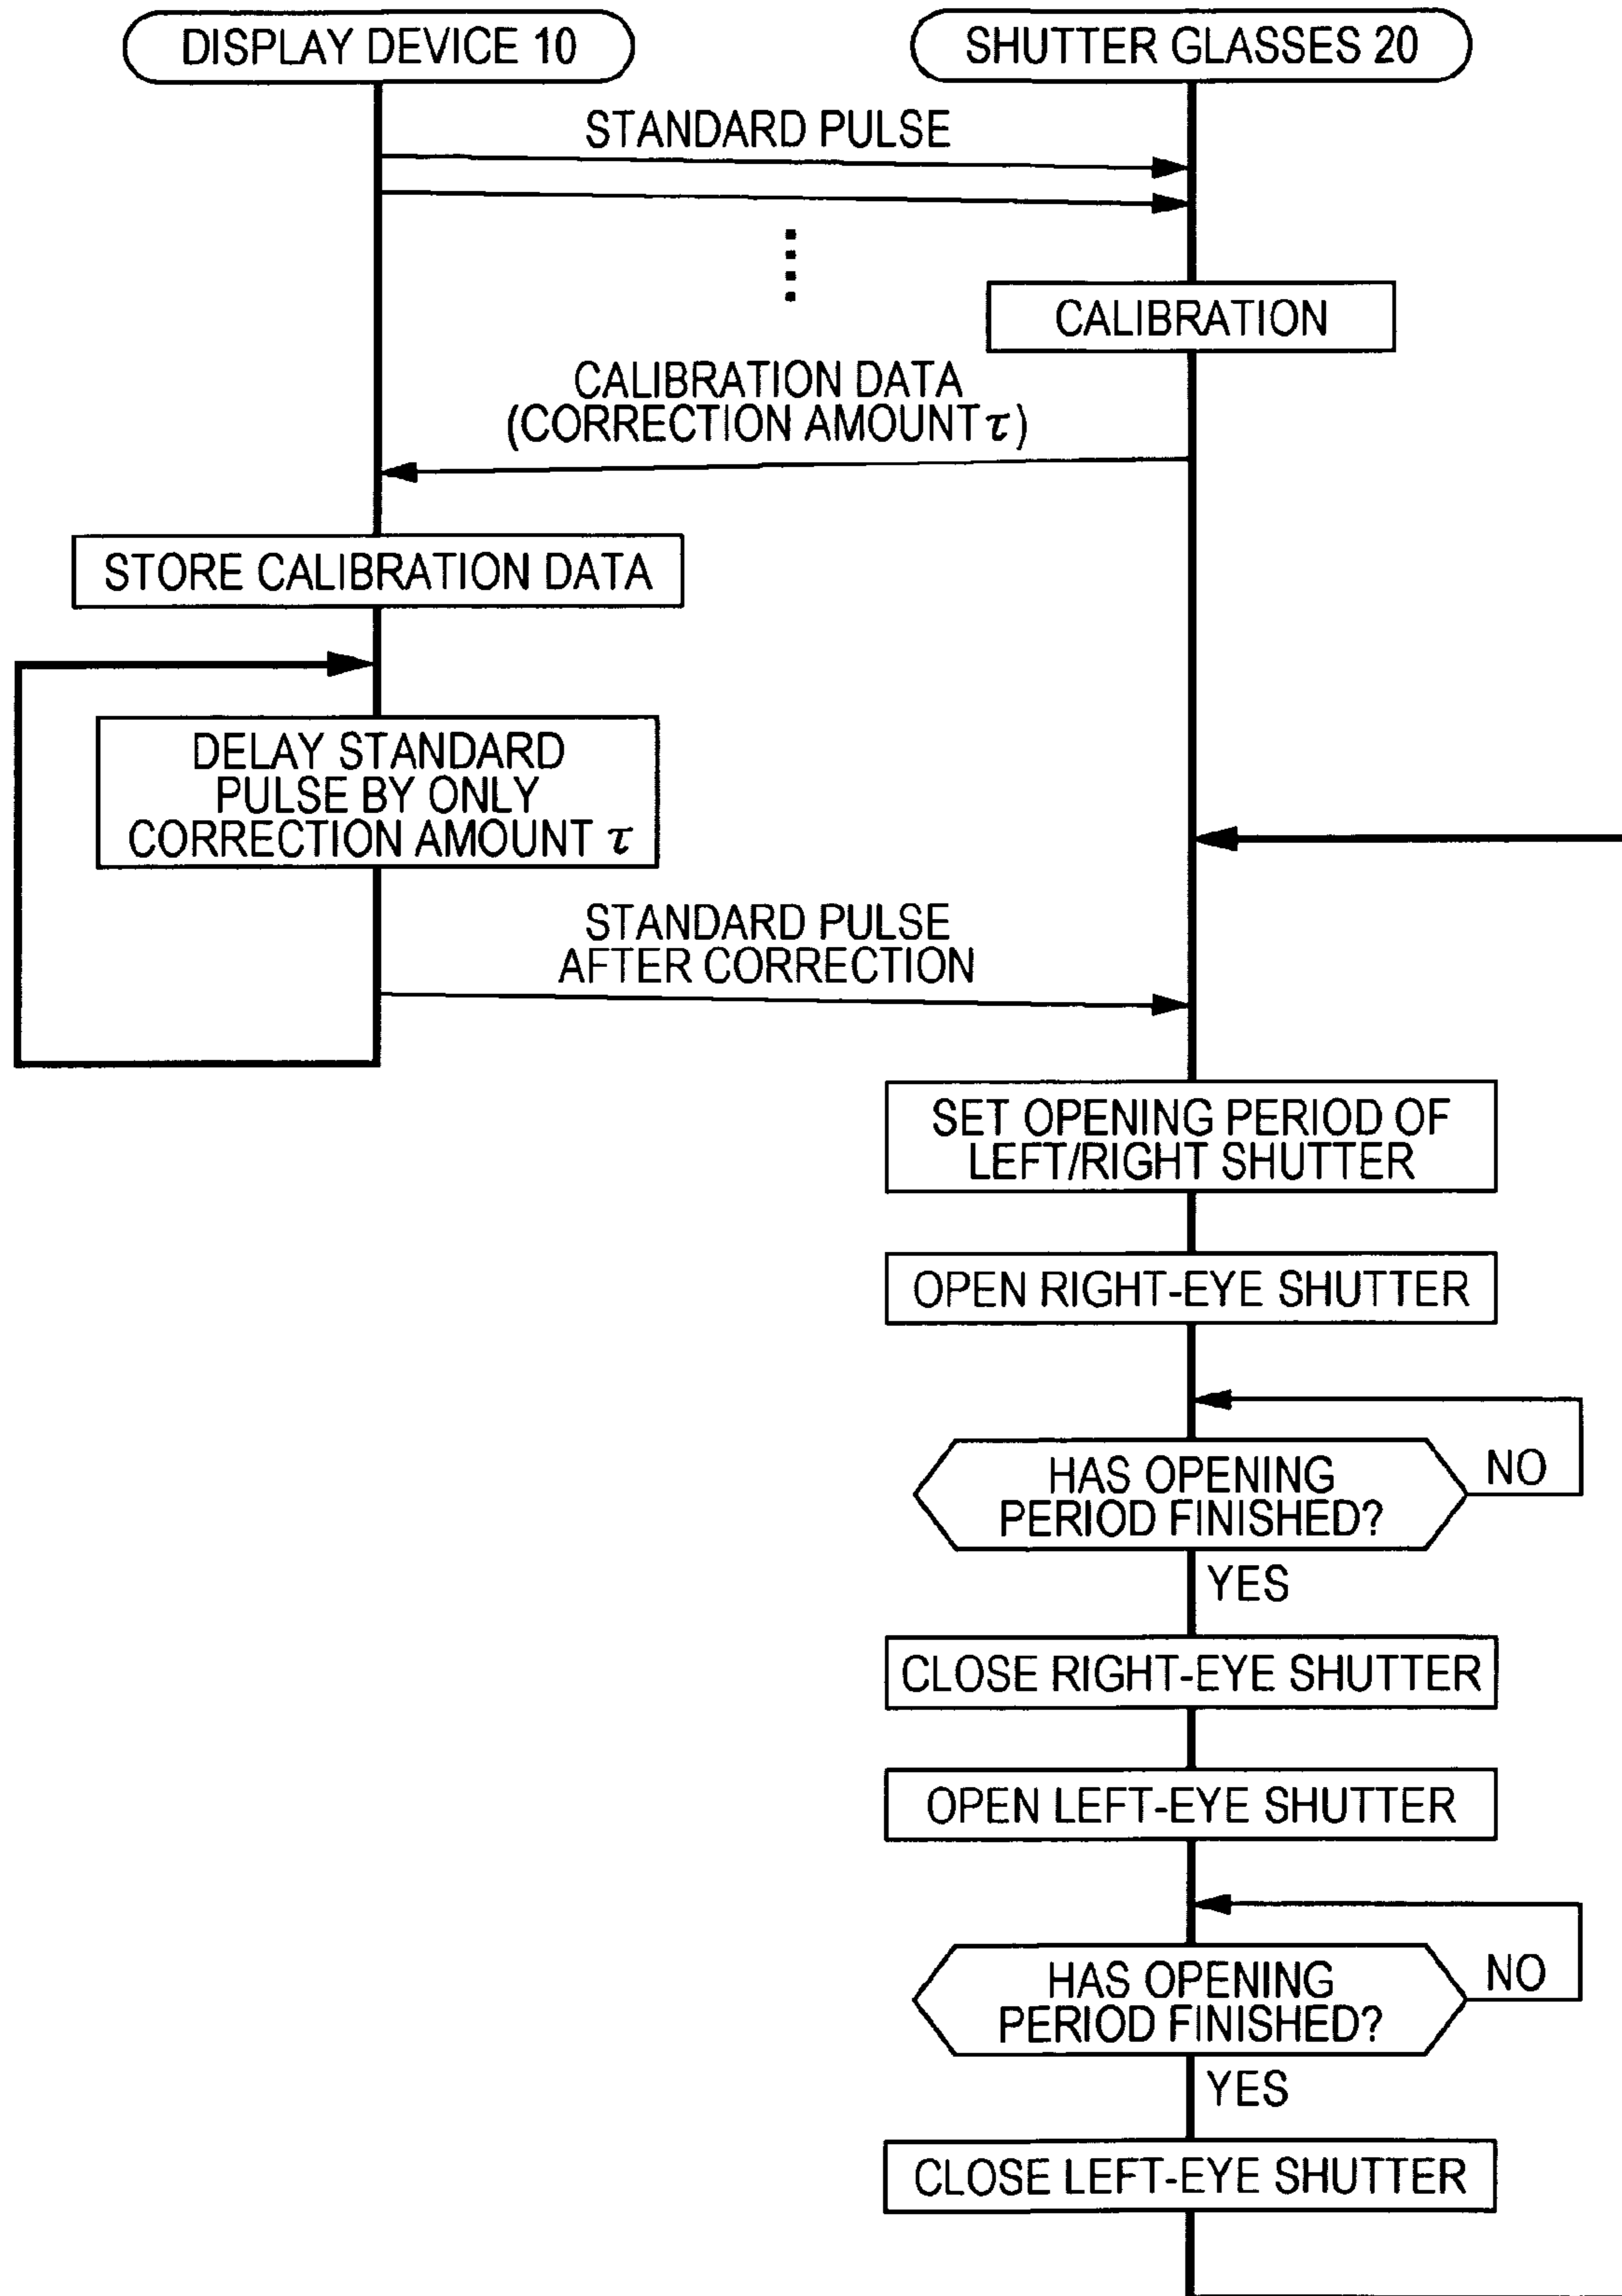 DISPLAY DEVICE 10
SHUTTER GLASSES 20
STANDARD PULSE
CALIBRATION
CALIBRATION DATA
(CORRECTION AMOUNT τ)
STORE CALIBRATION DATA
DELAY STANDARD
PULSE BY ONLY
CORRECTION AMOUNT τ
STANDARD PULSE
AFTER CORRECTION
SET OPENING PERIOD OF
LEFT/RIGHT SHUTTER
OPEN RIGHT-EYE SHUTTER
HAS OPENING
PERIOD FINISHED?
NO
YES
CLOSE RIGHT-EYE SHUTTER
OPEN LEFT-EYE SHUTTER
HAS OPENING
PERIOD FINISHED?
NO
YES
CLOSE LEFT-EYE SHUTTER